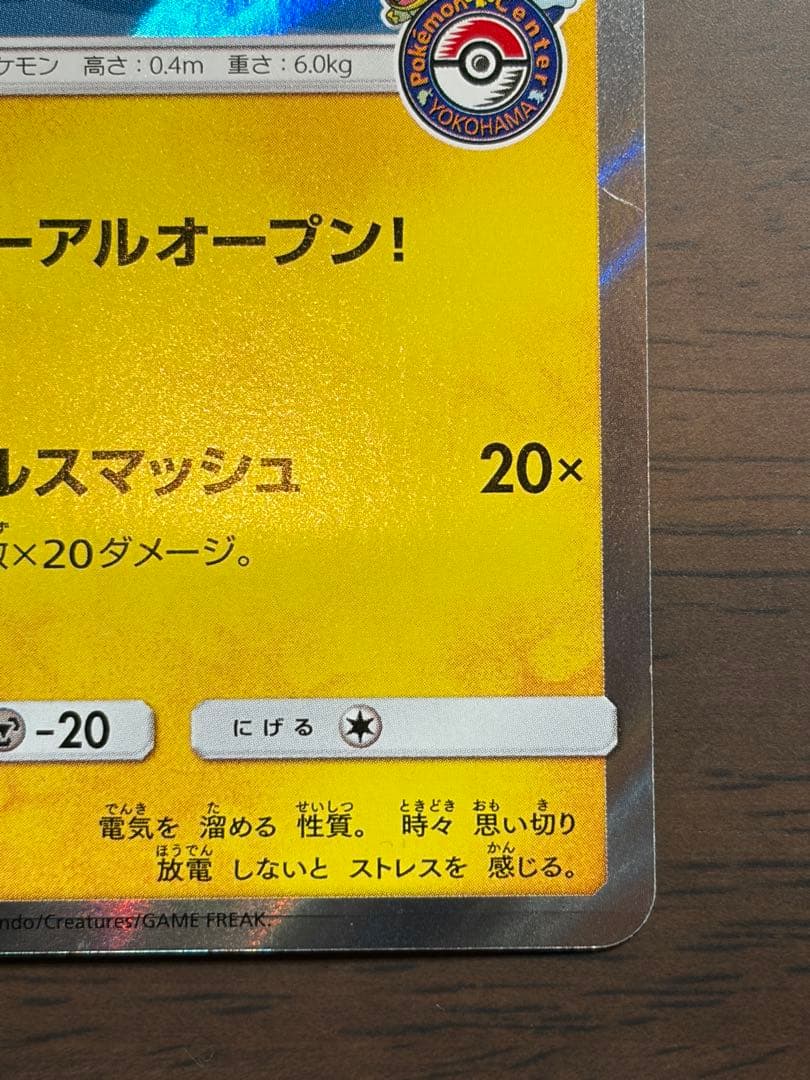 ケモン 高さ:0.4m 重さ:6.0kg
Pokémon Center
YOKOHAMA
ーアルオープン!
ルスマッシュ 20×
数×20ダメージ。
-20 にげる
でんき た せいしつ ときどき おも き
電気を 溜める 性質。 時々 思い切り
ほうでん かん
放電 しないと ストレスを 感じる。
ndo/Creatures/GAME FREAK.